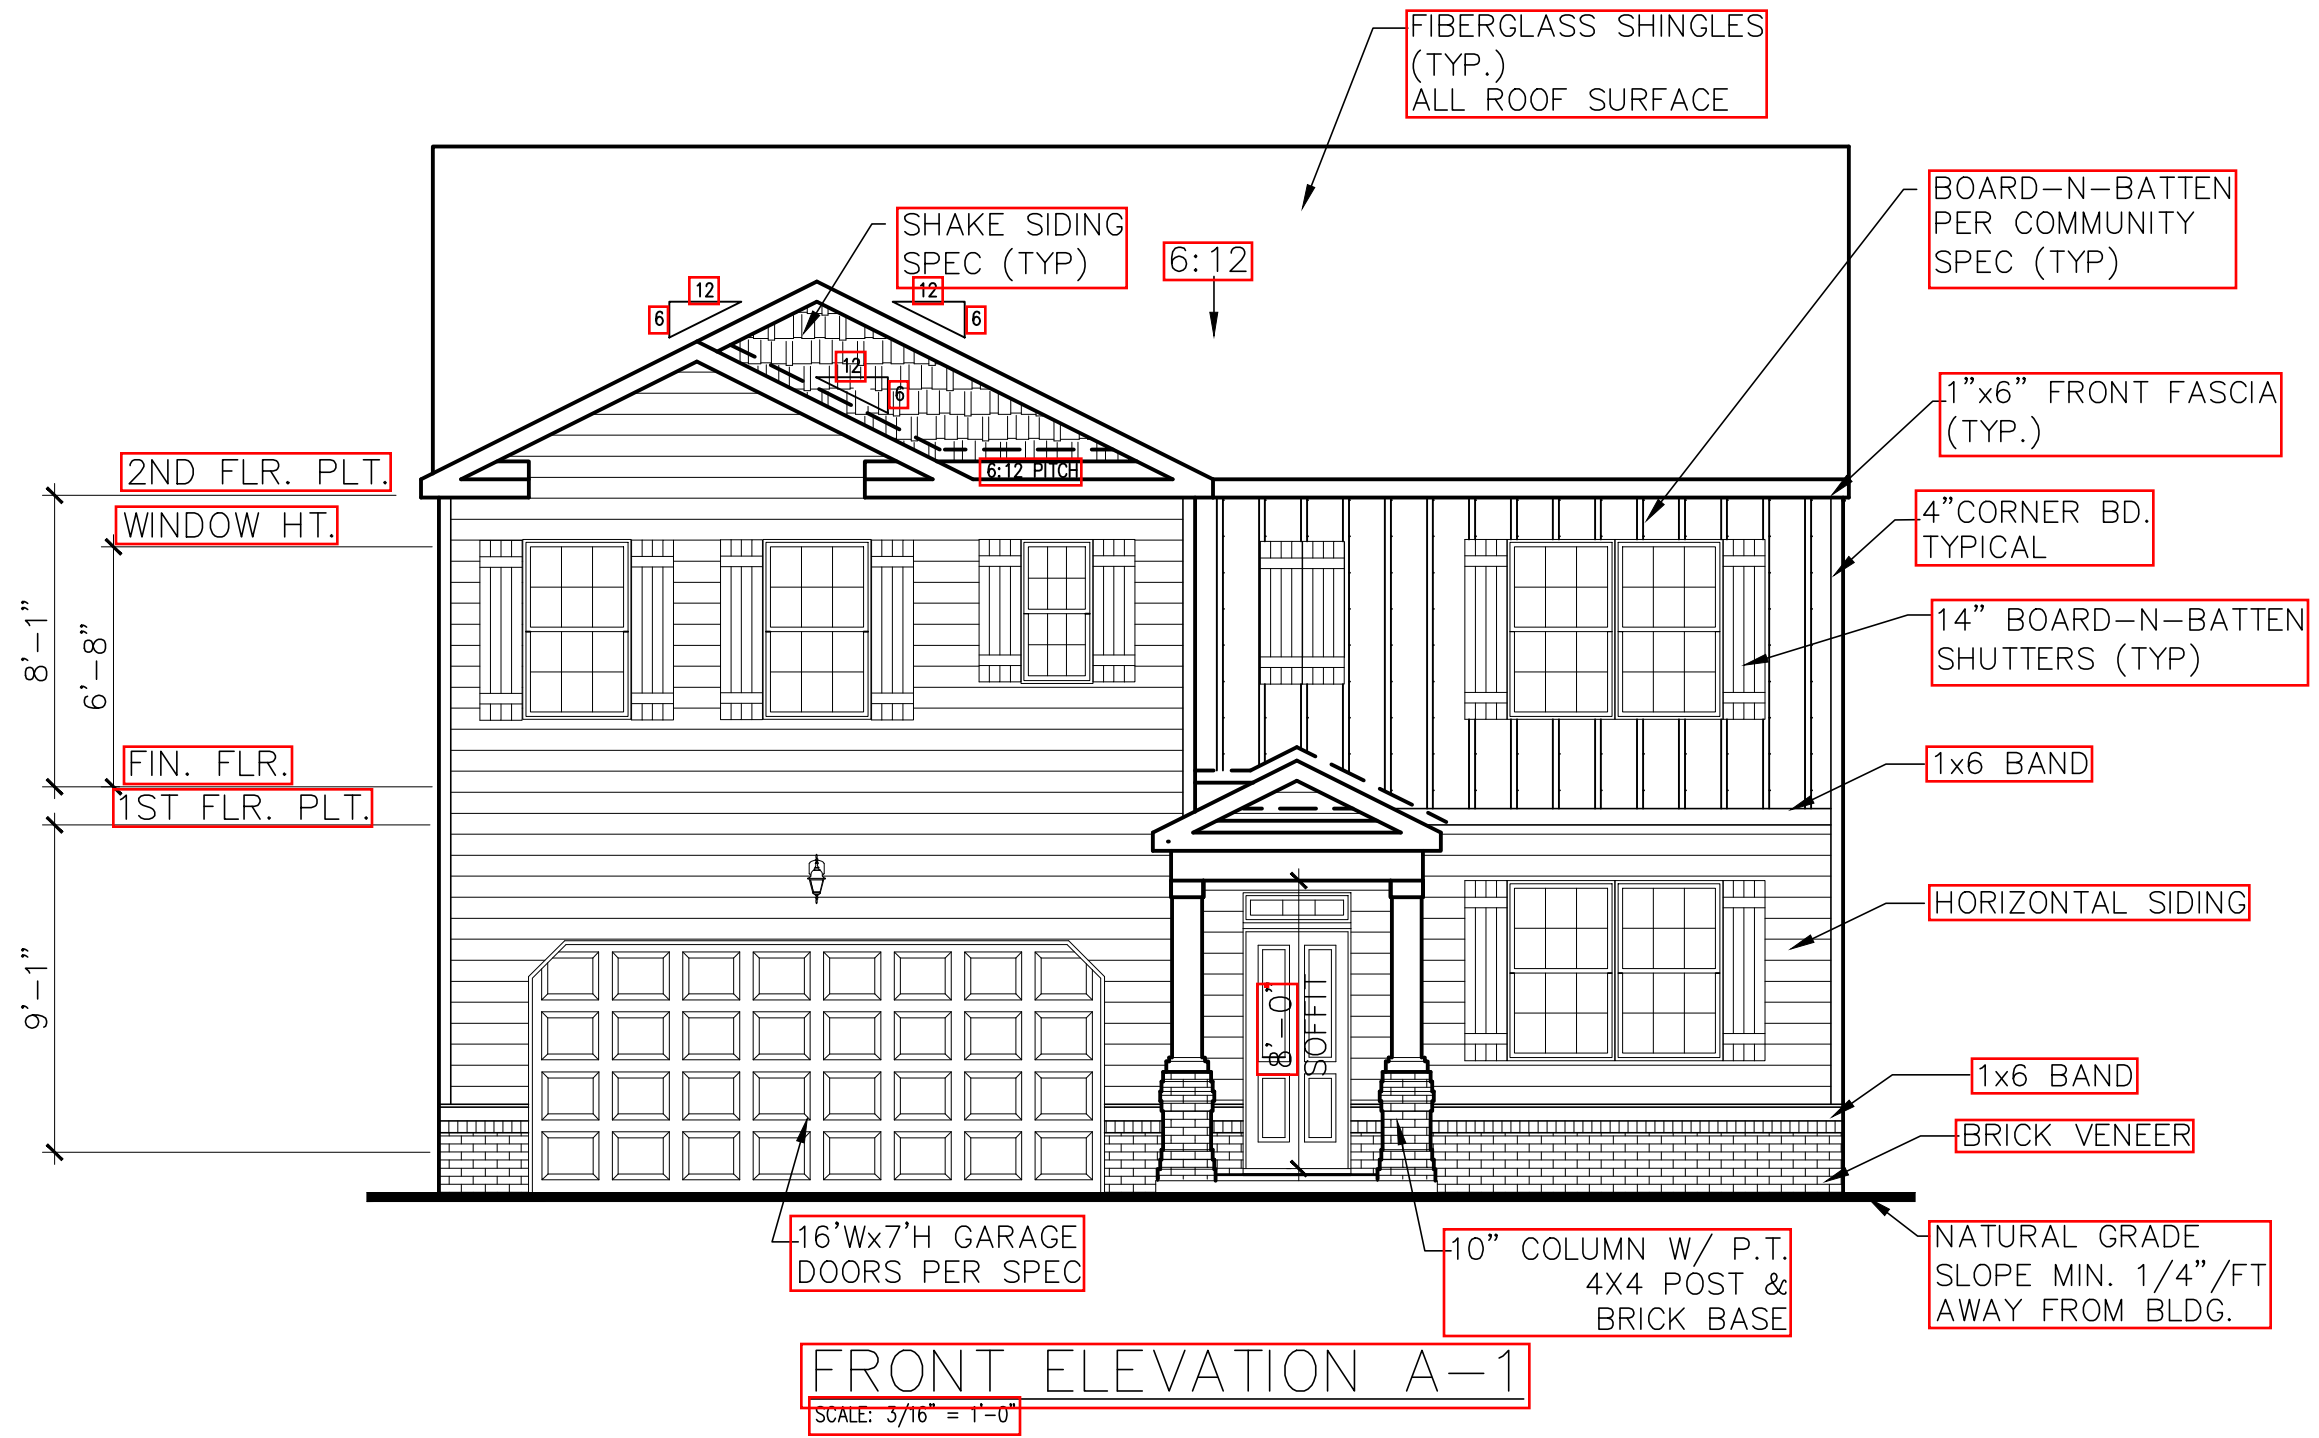 FIBERGLASS SHINGLES
(TYP.)
ALL ROOF SURFACE
BOARD-N-BATTEN
PER COMMUNITY
SPEC (TYP)
SHAKE SIDING
SPEC (TYP)
6:12
12
6
12
6
12
6
6:12 PITCH
1"x6" FRONT FASCIA
(TYP.)
2ND FLR. PLT.
WINDOW HT.
4"CORNER BD.
TYPICAL
8'-1"
6'-8"
14" BOARD-N-BATTEN
SHUTTERS (TYP)
FIN. FLR.
1ST FLR. PLT.
1x6 BAND
HORIZONTAL SIDING
9'-1"
8'-0"
SOFFIT
1x6 BAND
BRICK VENEER
16'Wx7'H GARAGE
DOORS PER SPEC
10" COLUMN W/ P.T.
4X4 POST &
BRICK BASE
NATURAL GRADE
SLOPE MIN. 1/4"/FT
AWAY FROM BLDG.
FRONT ELEVATION A-1
SCALE: 3/16" = 1'-0"